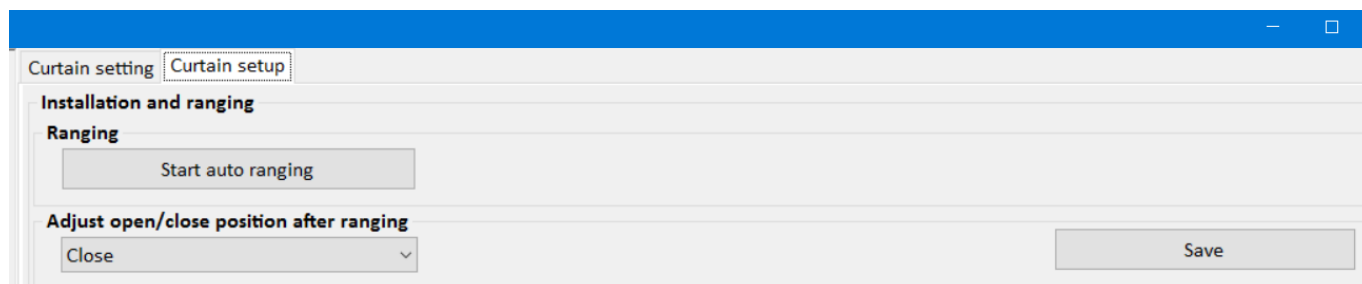 Curtain setting Curtain setup
Installation and ranging
Ranging
Start auto ranging
Adjust open/close position after ranging
Close
Save